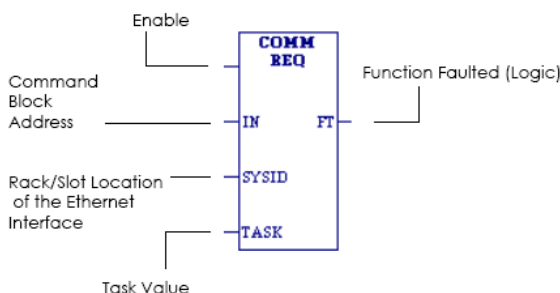 Enable
COMM
REQ
Function Faulted (Logic)
Command
Block
Address
IN
FT
Rack/Slot Location
of the Ethernet
Interface
SYSID
TASK
Task Value